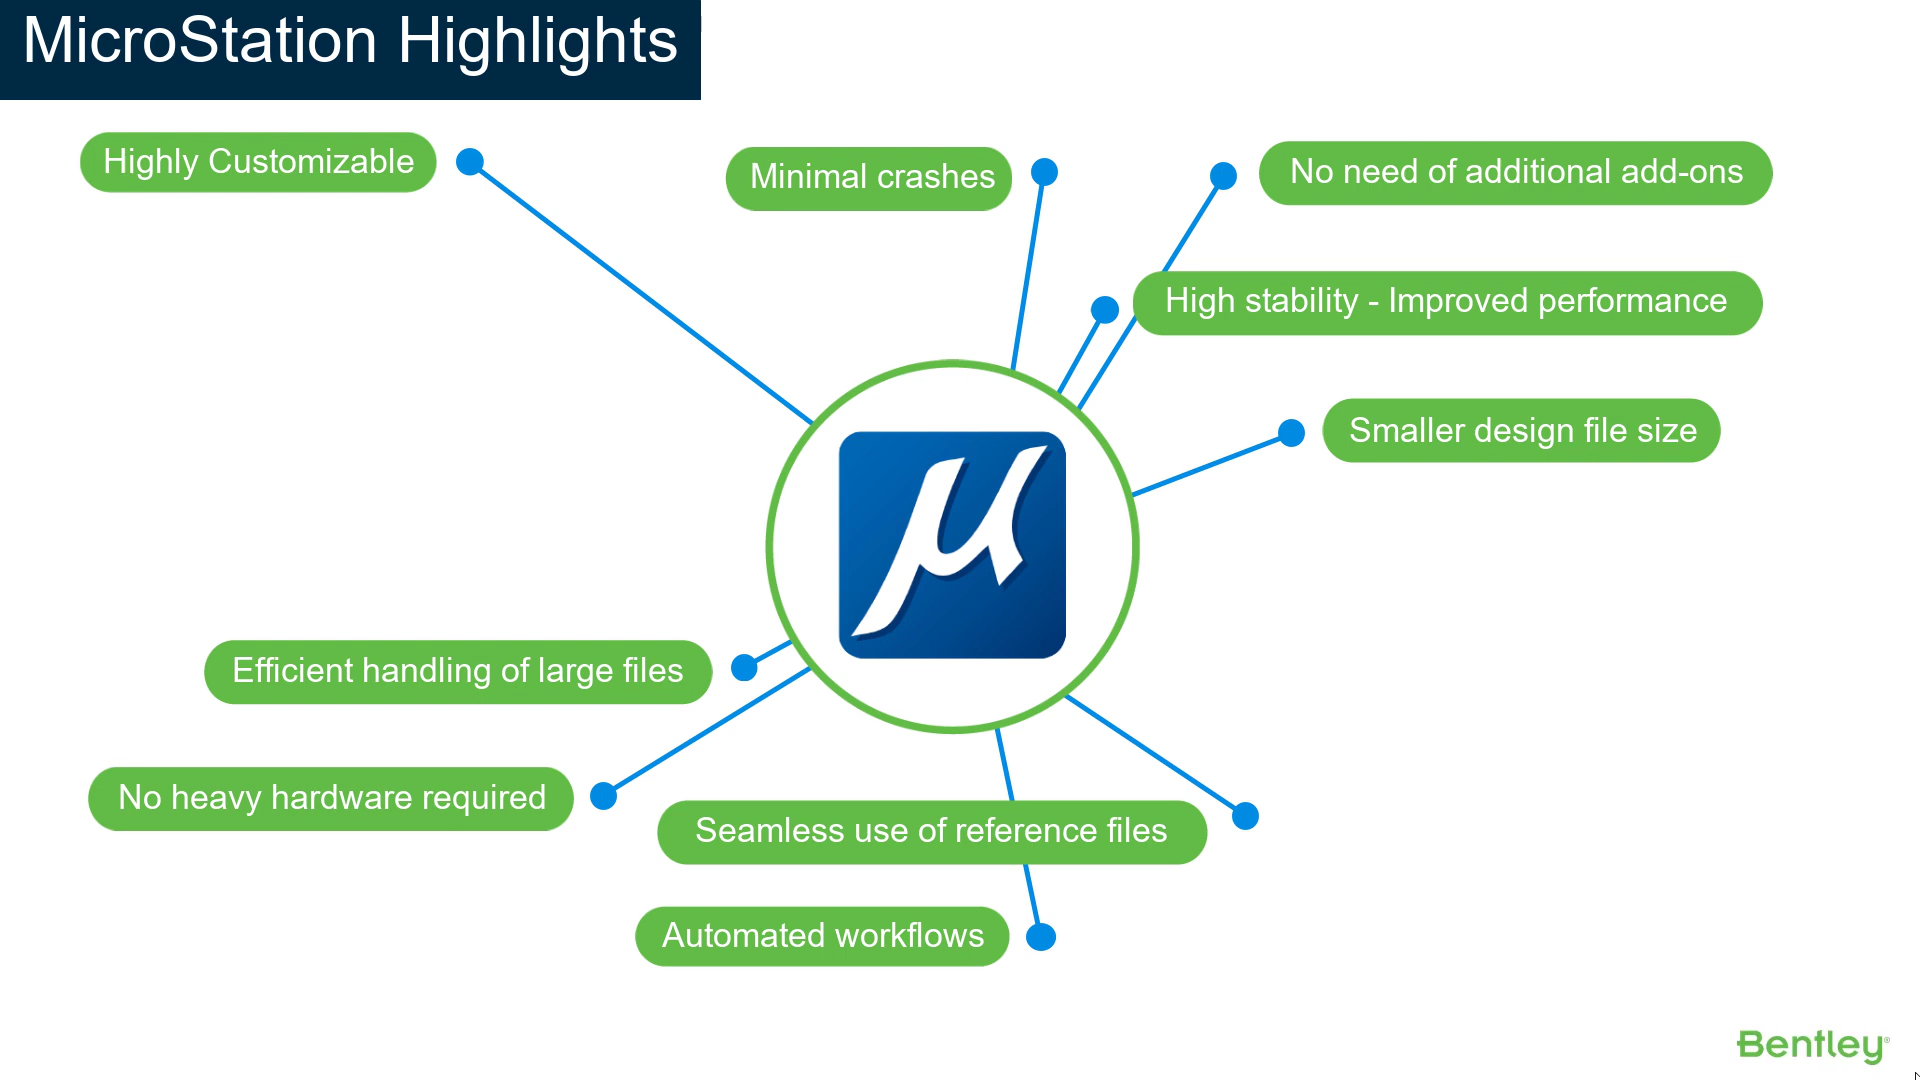 MicroStation Highlights
Highly Customizable
Minimal crashes
No need of additional add-ons
High stability - Improved performance
Smaller design file size
µ
Efficient handling of large files
No heavy hardware required
Seamless use of reference files
Automated workflows
Bentley®